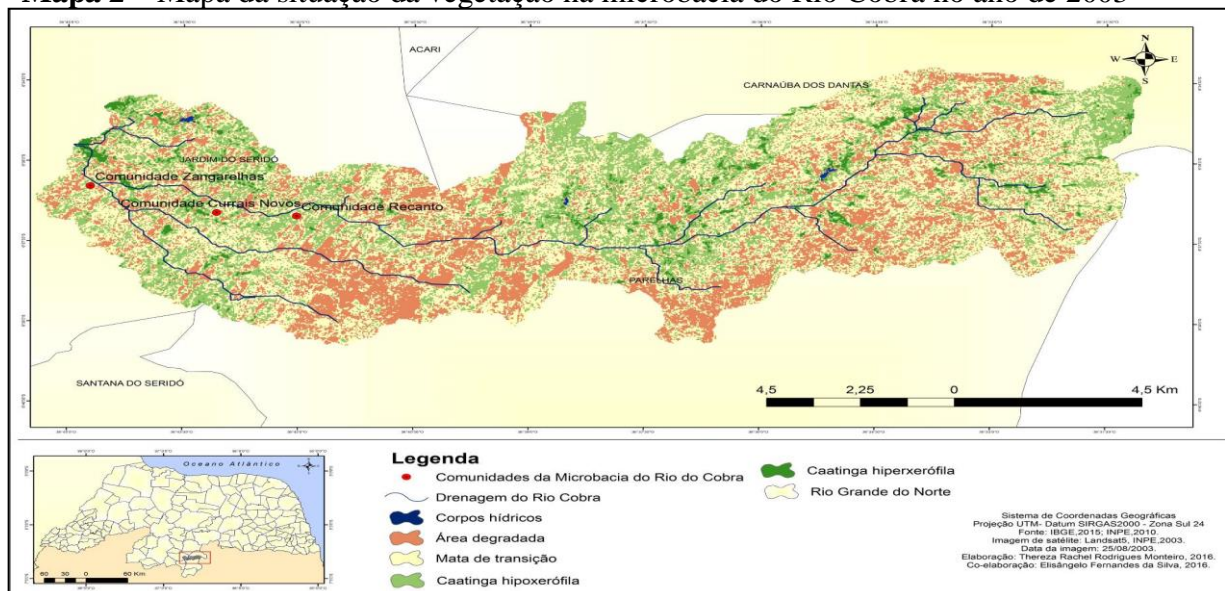 Mapa 2 – Mapa da situação da vegetação na microbacia do Rio Cobra no ano de 2003
ACARI
N
W
E
S
CARNAÚBA DOS DANTAS
JARDIM DO SERIDÓ
Comunidade Zangarelhas
Comunidade Currais Novos
Comunidade Recanto
PARELHAS
SANTANA DO SERIDÓ
4,5 2,25 0 4,5 Km
Oceano Atlântico
60 30 0 60 Km
Legenda
Comunidades da Microbacia do Rio do Cobra
Drenagem do Rio Cobra
Corpos hídricos
Área degradada
Mata de transição
Caatinga hipoxerófila
Caatinga hiperxerófila
Rio Grande do Norte
Sistema de Coordenadas Geográficas
Projeção UTM- Datum SIRGAS2000 - Zona Sul 24
Fonte: IBGE,2015; INPE,2010.
Imagem de satélite: Landsat5, INPE,2003.
Data da imagem: 25/08/2003.
Elaboração: Thereza Rachel Rodrigues Monteiro, 2016.
Co-elaboração: Elisângelo Fernandes da Silva, 2016.